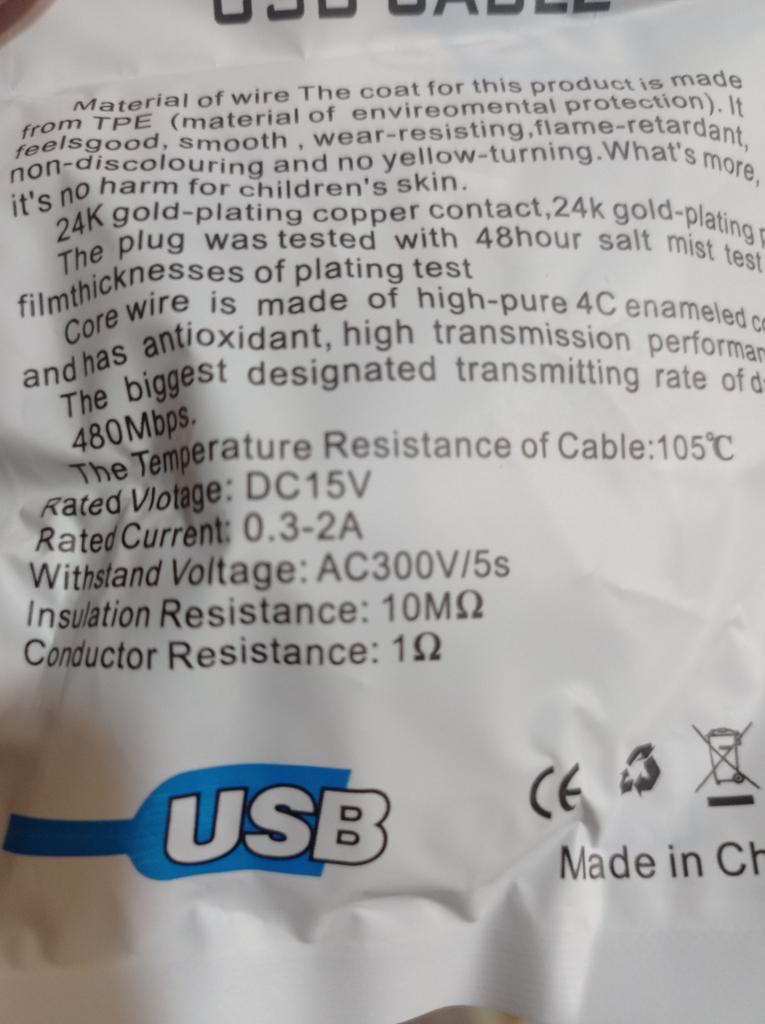 USB CABLE
Material of wire The coat for this product is made
from TPE (material of envireomental protection). It
feelsgood, smooth , wear-resisting,flame-retardant,
non-discolouring and no yellow-turning.What's more,
it's no harm for children's skin.
24K gold-plating copper contact,24k gold-plating
The plug was tested with 48hour salt mist test
filmthicknesses of plating test
Core wire is made of high-pure 4C enameled
and has antioxidant, high transmission
The biggest designated transmitting rate of
480Mbps.
The Temperature Resistance of Cable:105℃
Rated Vlotage: DC15V
Rated Current: 0.3-2A
Withstand Voltage: AC300V/5s
Insulation Resistance: 10MΩ
Conductor Resistance: 1Ω
USB
CE
Made in